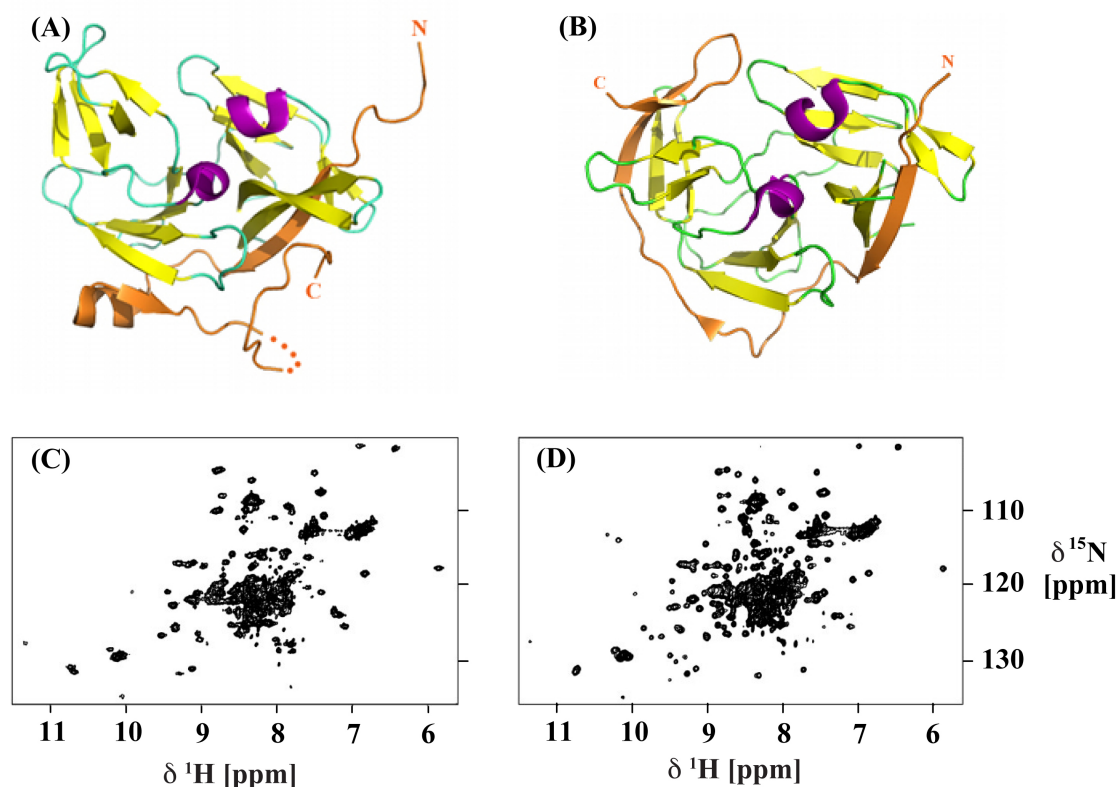 (A)
N
C
(B)
C
N
(C)
11 10 9 8 7 6
δ ¹H [ppm]
(D)
11 10 9 8 7 6
δ ¹H [ppm]
110
120
130
δ ¹⁵N
[ppm]